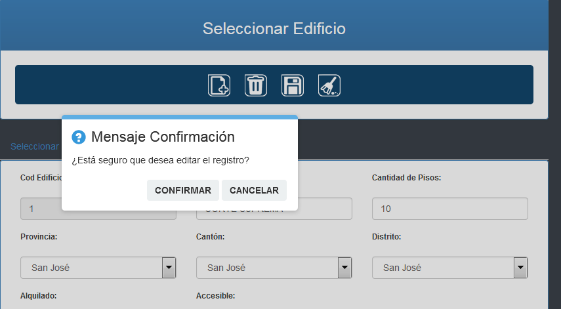 Seleccionar Edificio
Mensaje Confirmación
¿Está seguro que desea editar el registro?
CONFIRMAR CANCELAR
Seleccionar
Cod Edificio
Cantidad de Pisos:
1
10
Provincia:
Cantón:
Distrito:
San José
San José
San José
Alquilado:
Accesible: